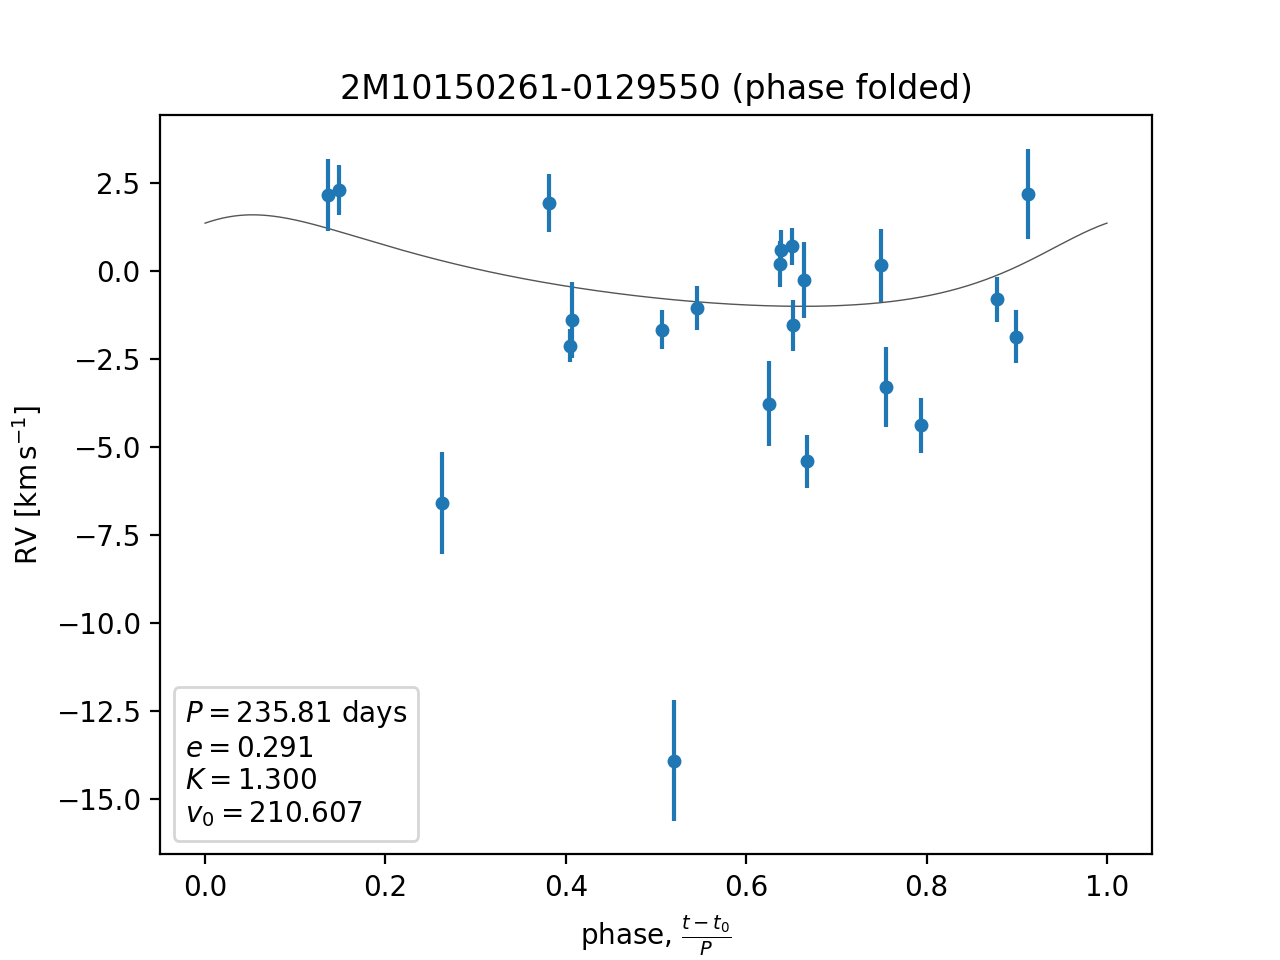 2M10150261-0129550 (phase folded)
RV [km s⁻¹]
2.5
0.0
−2.5
−5.0
−7.5
−10.0
−12.5
−15.0
P = 235.81 days
e = 0.291
K = 1.300
v₀ = 210.607
0.0 0.2 0.4 0.6 0.8 1.0
phase, (t − t₀)/P